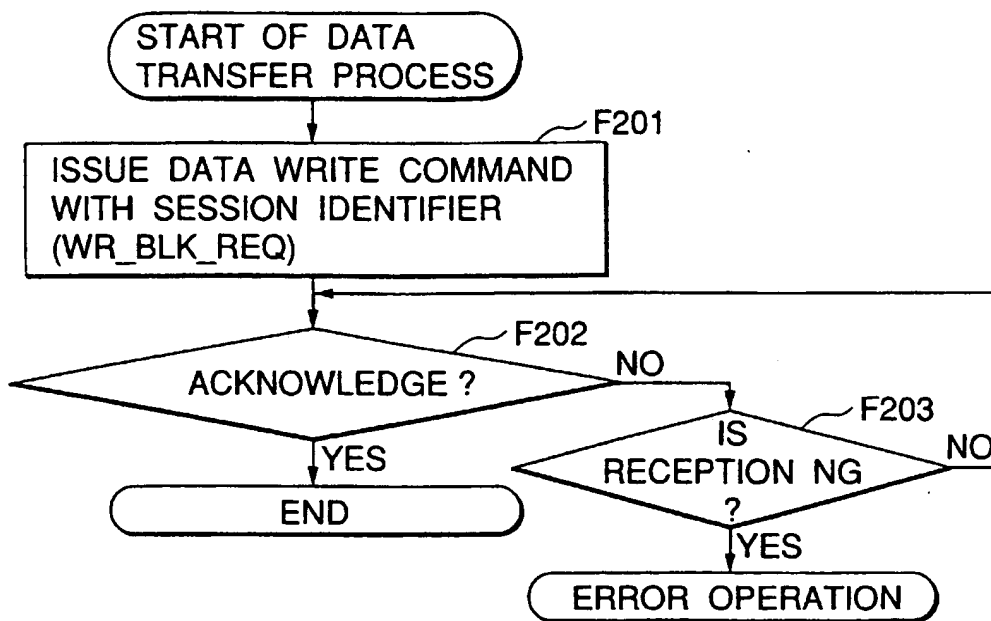 START OF DATA
TRANSFER PROCESS
F201
ISSUE DATA WRITE COMMAND
WITH SESSION IDENTIFIER
(WR_BLK_REQ)
F202
ACKNOWLEDGE ?
NO
F203
YES
IS
RECEPTION NG
?
NO
END
YES
ERROR OPERATION